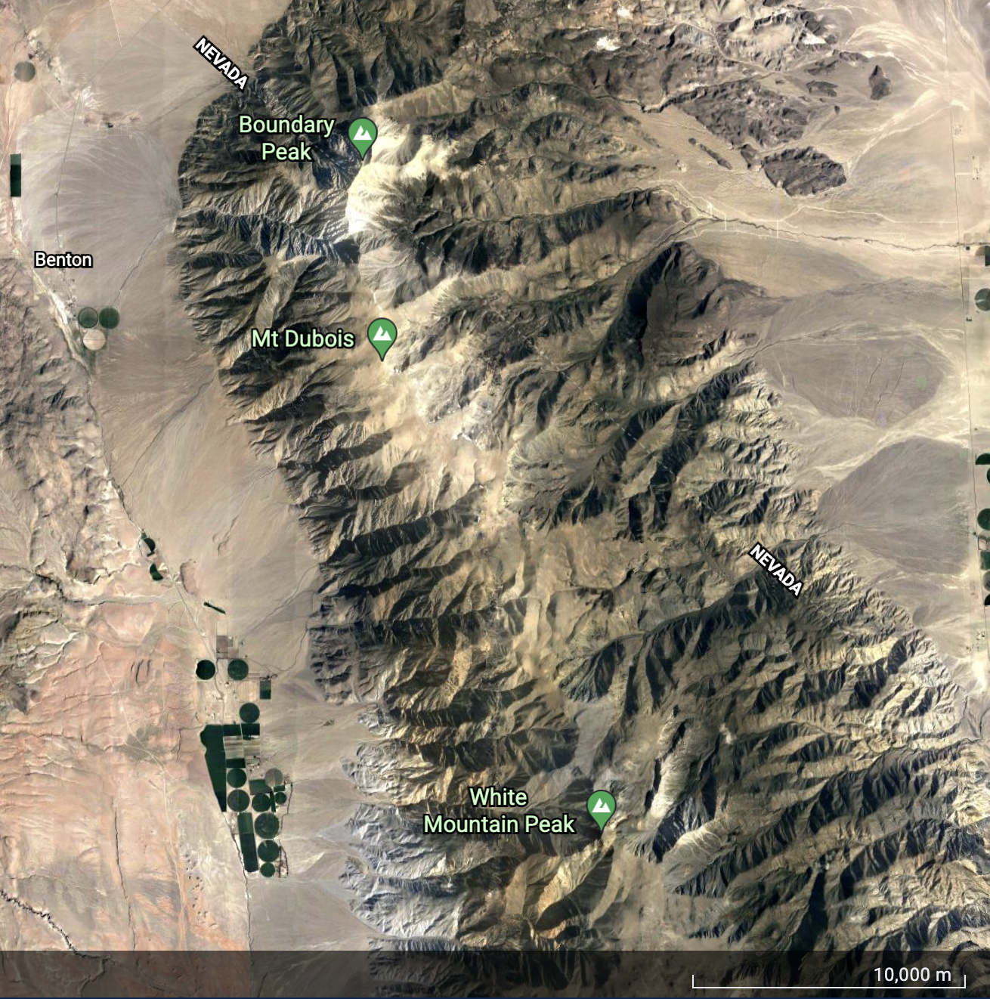 NEVADA
Boundary
Peak
Benton
Mt Dubois
NEVADA
White
Mountain Peak
10,000 m